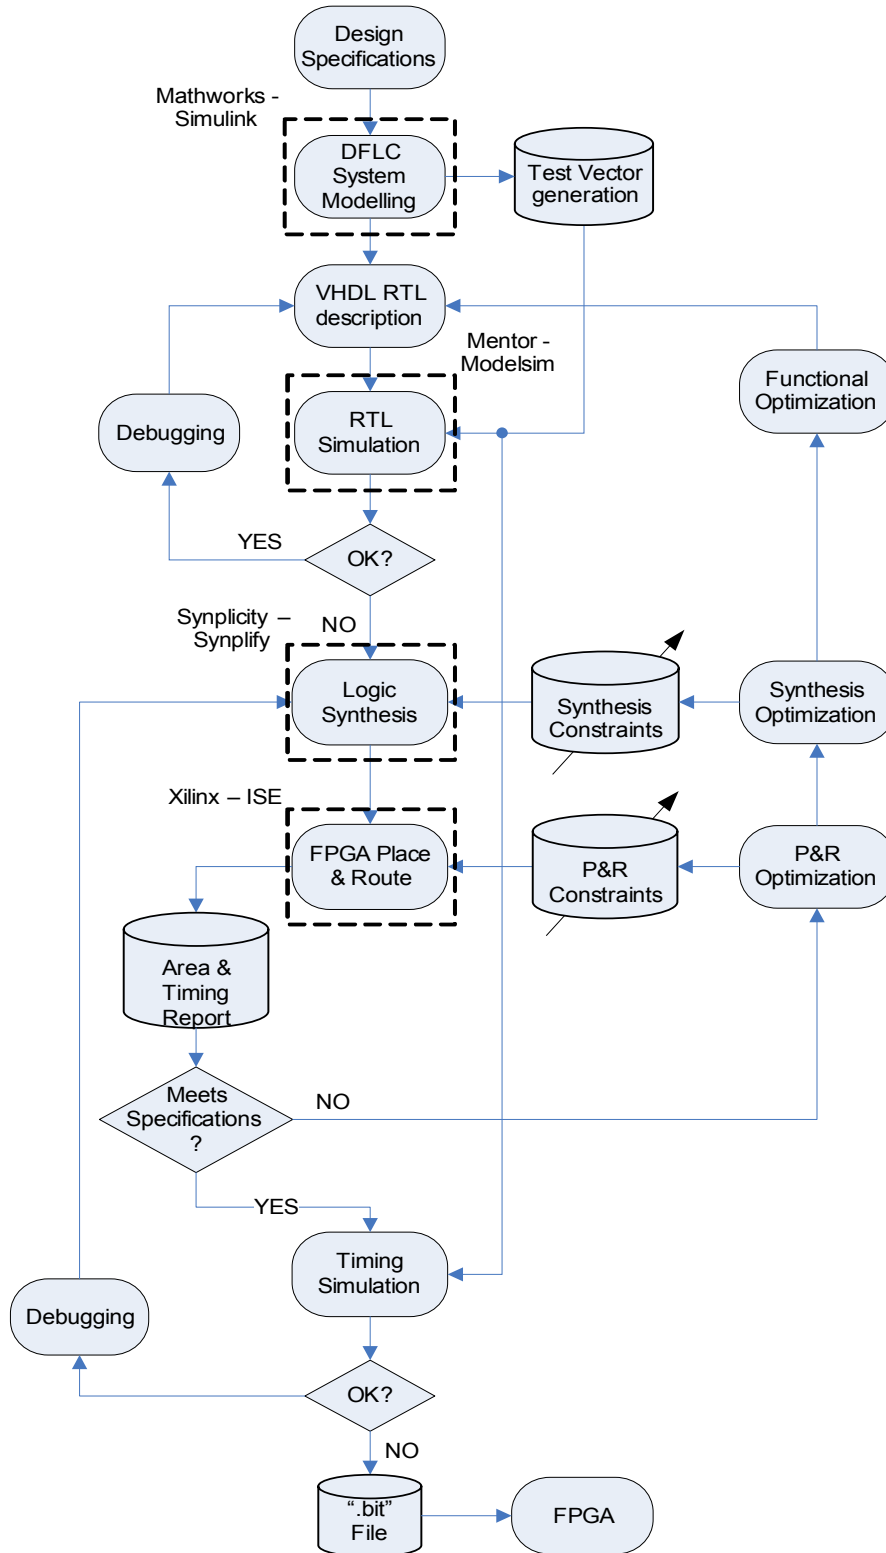 Design
Specifications
Mathworks -
Simulink
DFLC
System
Modelling
Test Vector
generation
VHDL RTL
description
Mentor -
Modelsim
Functional
Optimization
Debugging
RTL
Simulation
YES
OK?
NO
Synplicity –
Synplify
Logic
Synthesis
Synthesis
Constraints
Synthesis
Optimization
Xilinx – ISE
FPGA Place
& Route
P&R
Constraints
P&R
Optimization
Area &
Timing
Report
Meets
Specifications
?
NO
YES
Timing
Simulation
Debugging
OK?
NO
“.bit”
File
FPGA